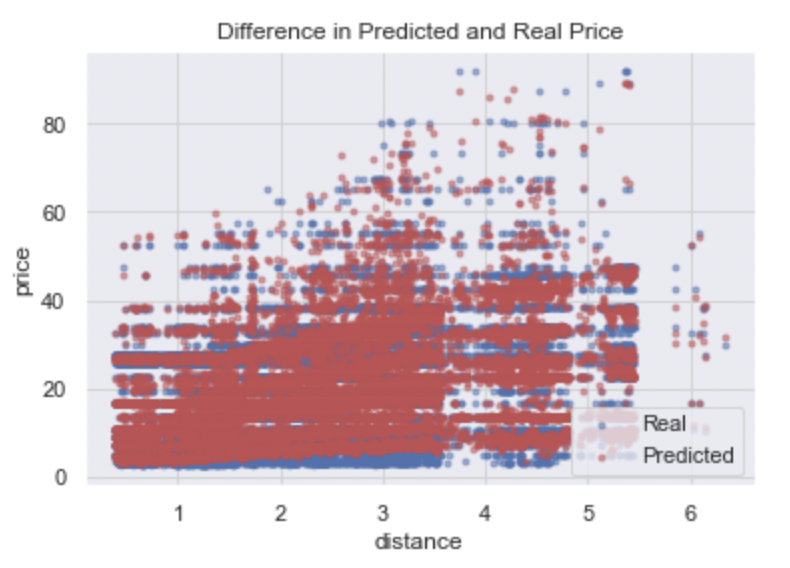 Difference in Predicted and Real Price
80
60
40
20
0
price
Real
Predicted
1 2 3 4 5 6
distance